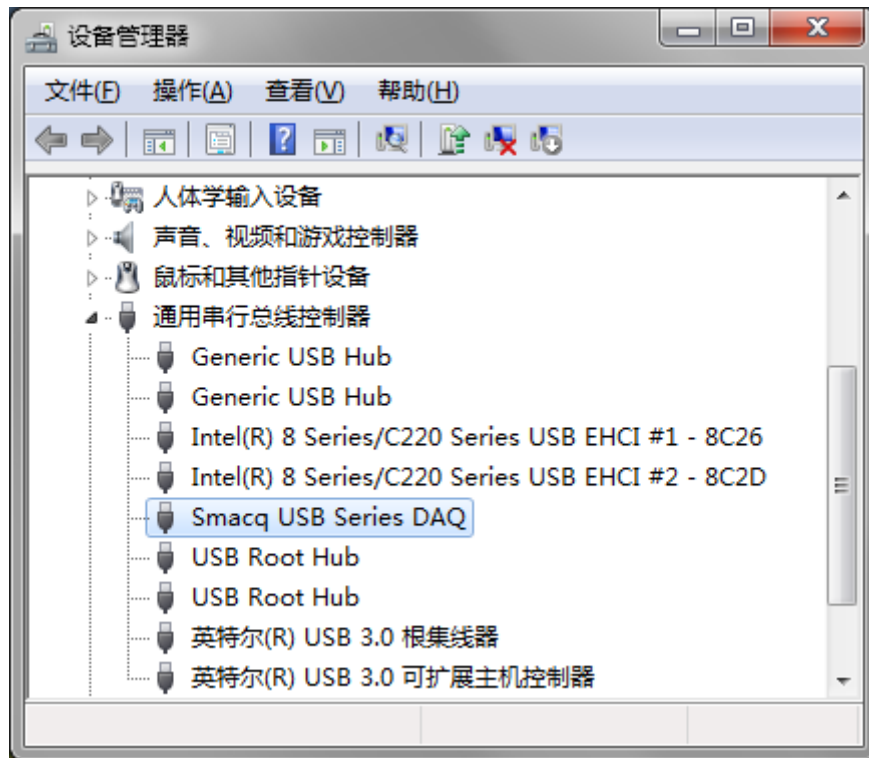 设备管理器
文件(F) 操作(A) 查看(V) 帮助(H)
人体学输入设备
声音、视频和游戏控制器
鼠标和其他指针设备
通用串行总线控制器
Generic USB Hub
Generic USB Hub
Intel(R) 8 Series/C220 Series USB EHCI #1 - 8C26
Intel(R) 8 Series/C220 Series USB EHCI #2 - 8C2D
Smacq USB Series DAQ
USB Root Hub
USB Root Hub
英特尔(R) USB 3.0 根集线器
英特尔(R) USB 3.0 可扩展主机控制器